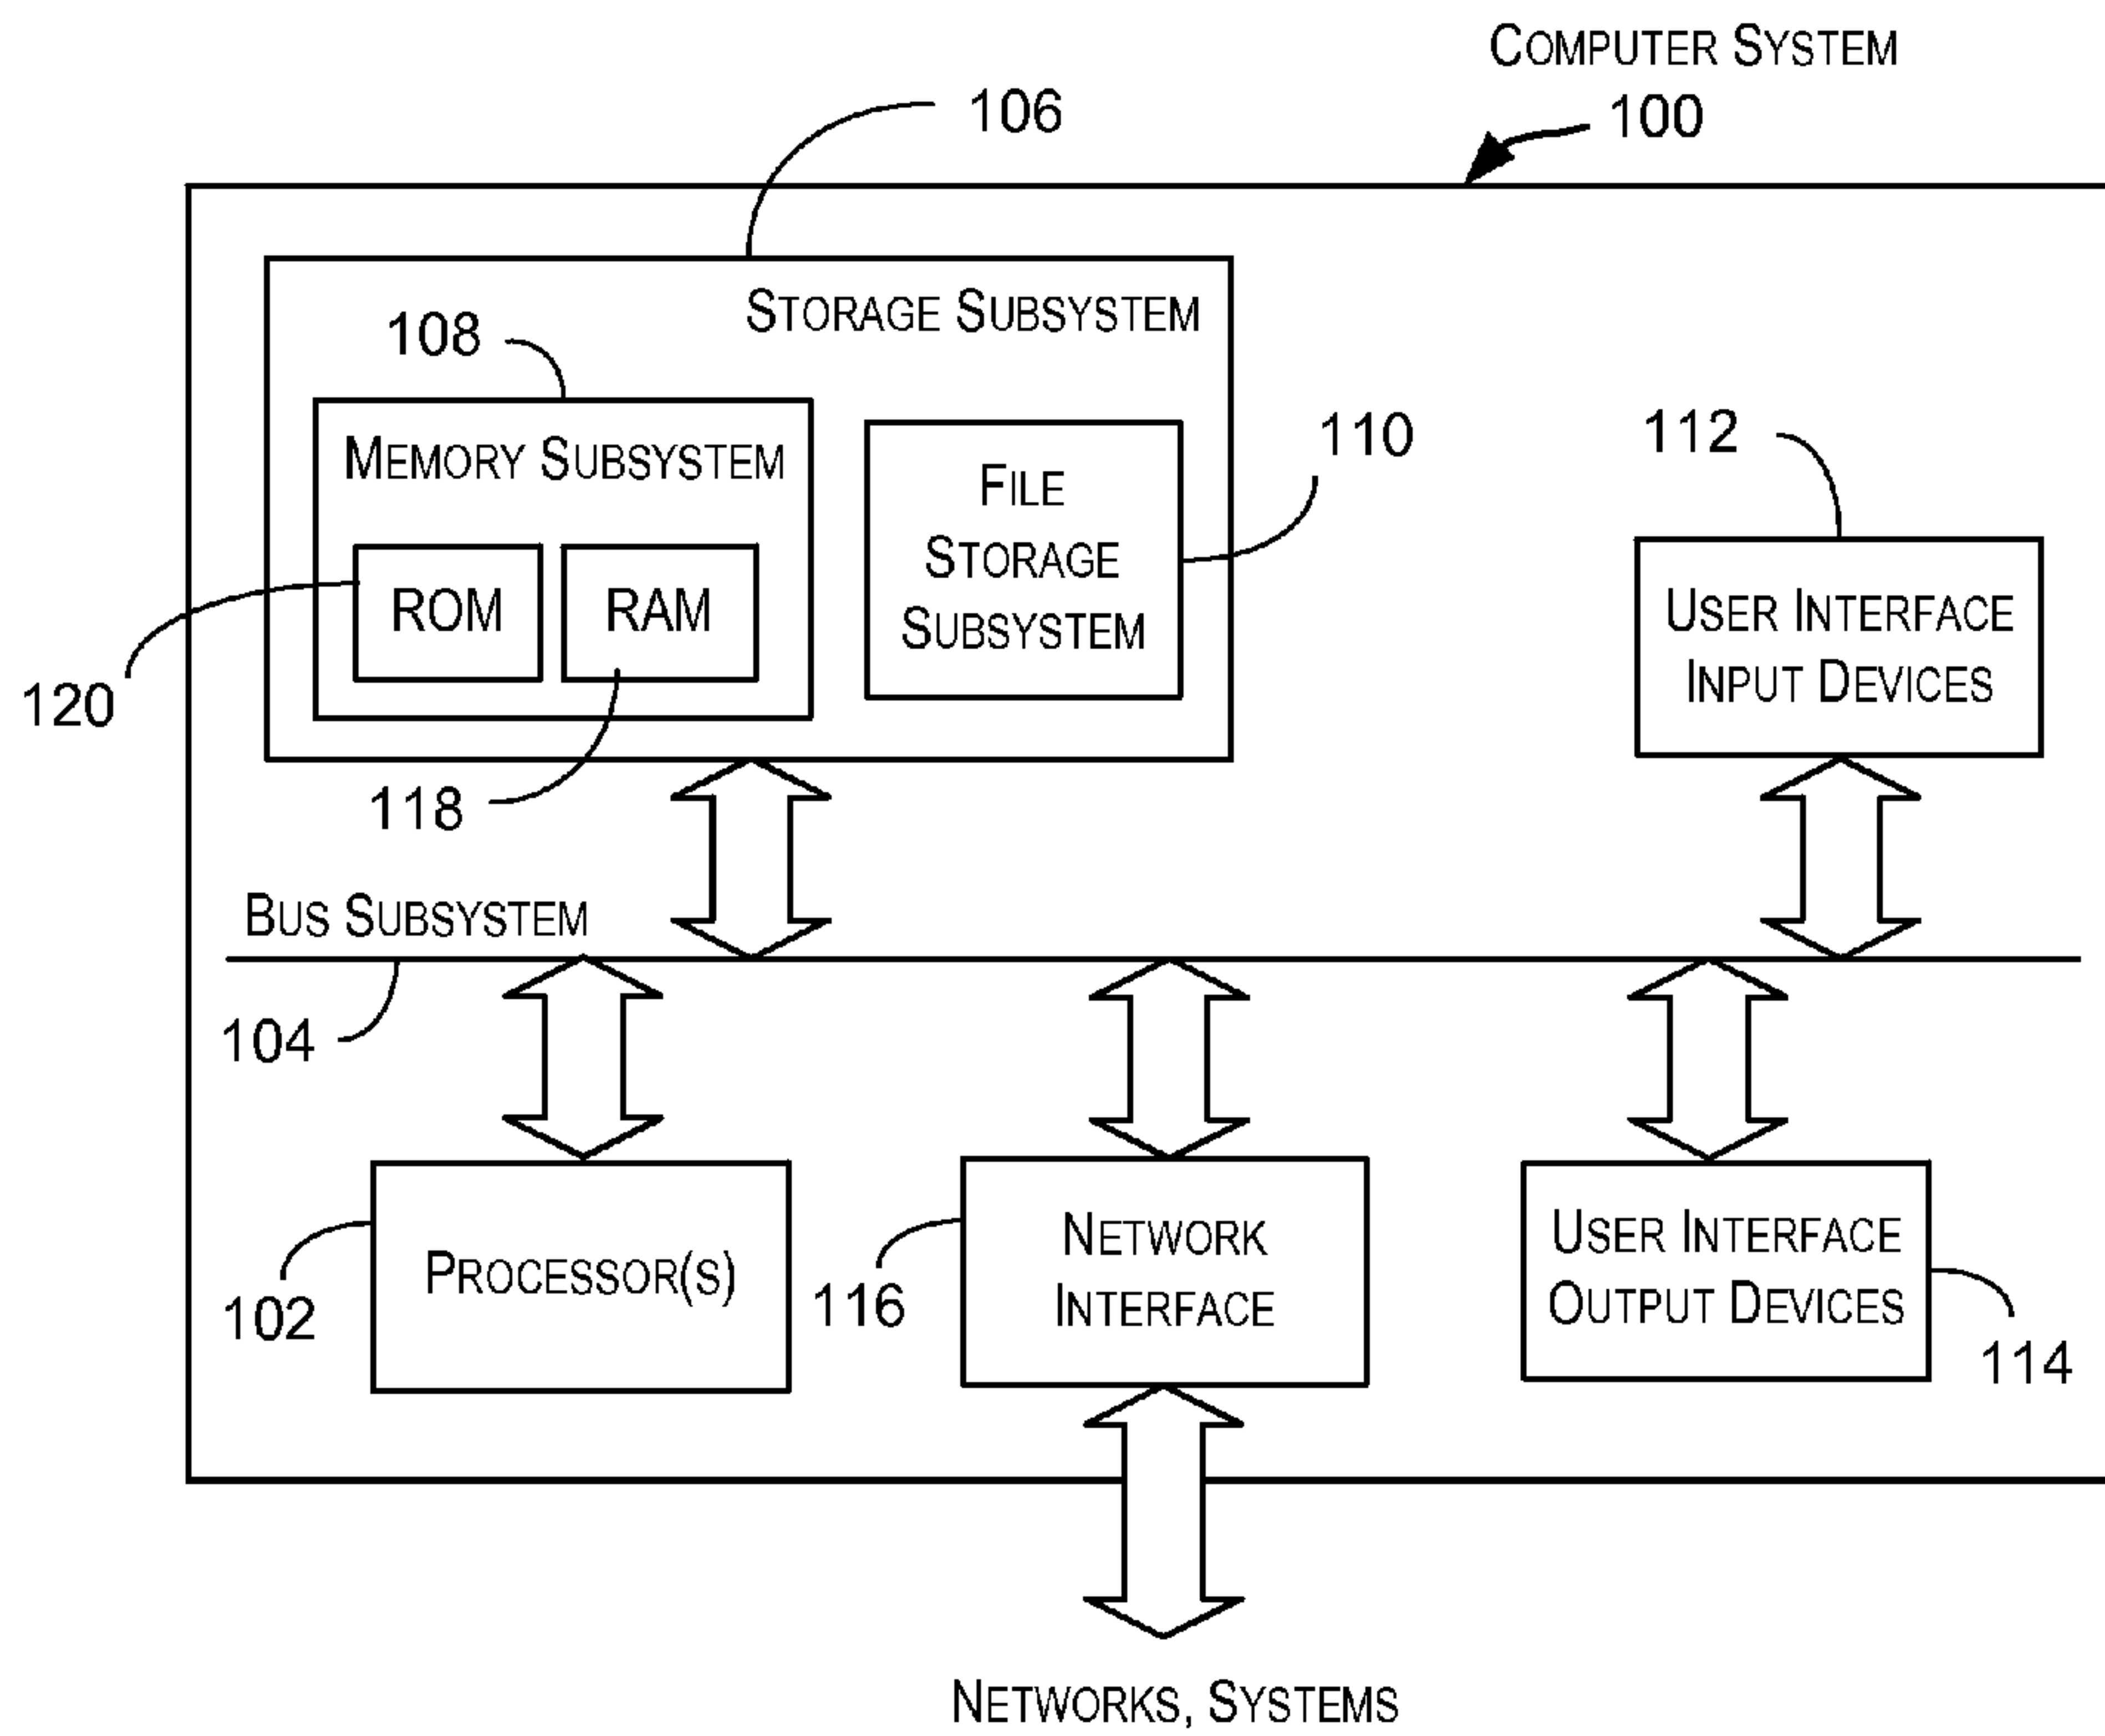 COMPUTER SYSTEM
100
106
STORAGE SUBSYSTEM
108
MEMORY SUBSYSTEM
110
112
FILE
STORAGE
SUBSYSTEM
ROM
RAM
USER INTERFACE
INPUT DEVICES
120
118
BUS SUBSYSTEM
104
PROCESSOR(S)
102
NETWORK
INTERFACE
116
USER INTERFACE
OUTPUT DEVICES
114
NETWORKS, SYSTEMS